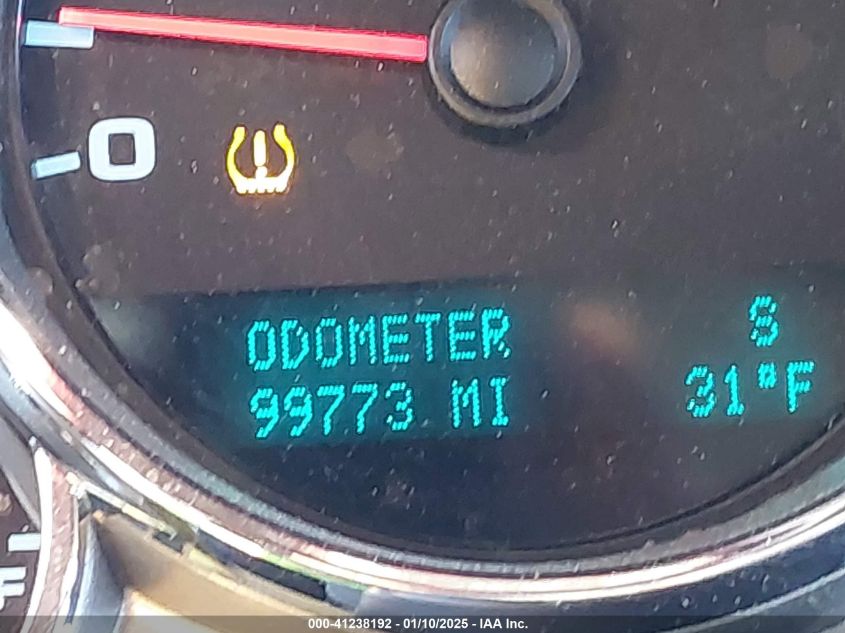 0
ODOMETER
99773 MI
S
31°F
000-41238192 - 01/10/2025 - IAA Inc.